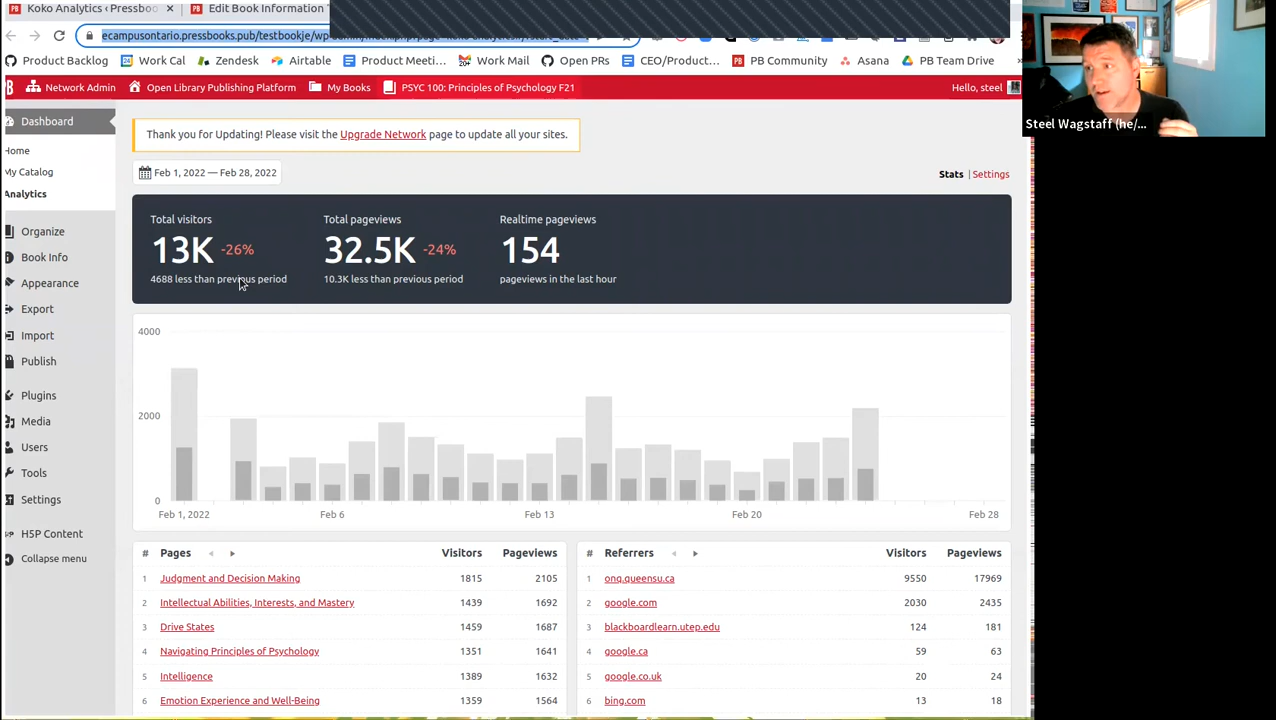 Koko Analytics ‹ Pressboo
Edit Book Information
ecampusontario.pressbooks.pub/testbookje/wp
Product Backlog
Work Cal
Zendesk
Airtable
Product Meeti...
Work Mail
Open PRs
CEO/Product...
PB Community
Asana
PB Team Drive
Network Admin
Open Library Publishing Platform
My Books
PSYC 100: Principles of Psychology F21
Hello, steel
Steel Wagstaff (he/...
Dashboard
Home
My Catalog
Analytics
Organize
Book Info
Appearance
Export
Import
Publish
Plugins
Media
Users
Tools
Settings
H5P Content
Collapse menu
Thank you for Updating! Please visit the Upgrade Network page to update all your sites.
Feb 1, 2022 — Feb 28, 2022
Stats | Settings
Total visitors
13K -26%
4688 less than previous period
Total pageviews
32.5K -24%
10.3K less than previous period
Realtime pageviews
154
pageviews in the last hour
4000
2000
0
Feb 1, 2022
Feb 6
Feb 13
Feb 20
Feb 28
# Pages Visitors Pageviews
1 Judgment and Decision Making 1815 2105
2 Intellectual Abilities, Interests, and Mastery 1439 1692
3 Drive States 1459 1687
4 Navigating Principles of Psychology 1351 1641
5 Intelligence 1389 1632
6 Emotion Experience and Well-Being 1359 1564
# Referrers Visitors Pageviews
1 onq.queensu.ca 9550 17969
2 google.com 2030 2435
3 blackboardlearn.utep.edu 124 181
4 google.ca 59 63
5 google.co.uk 20 24
6 bing.com 13 18